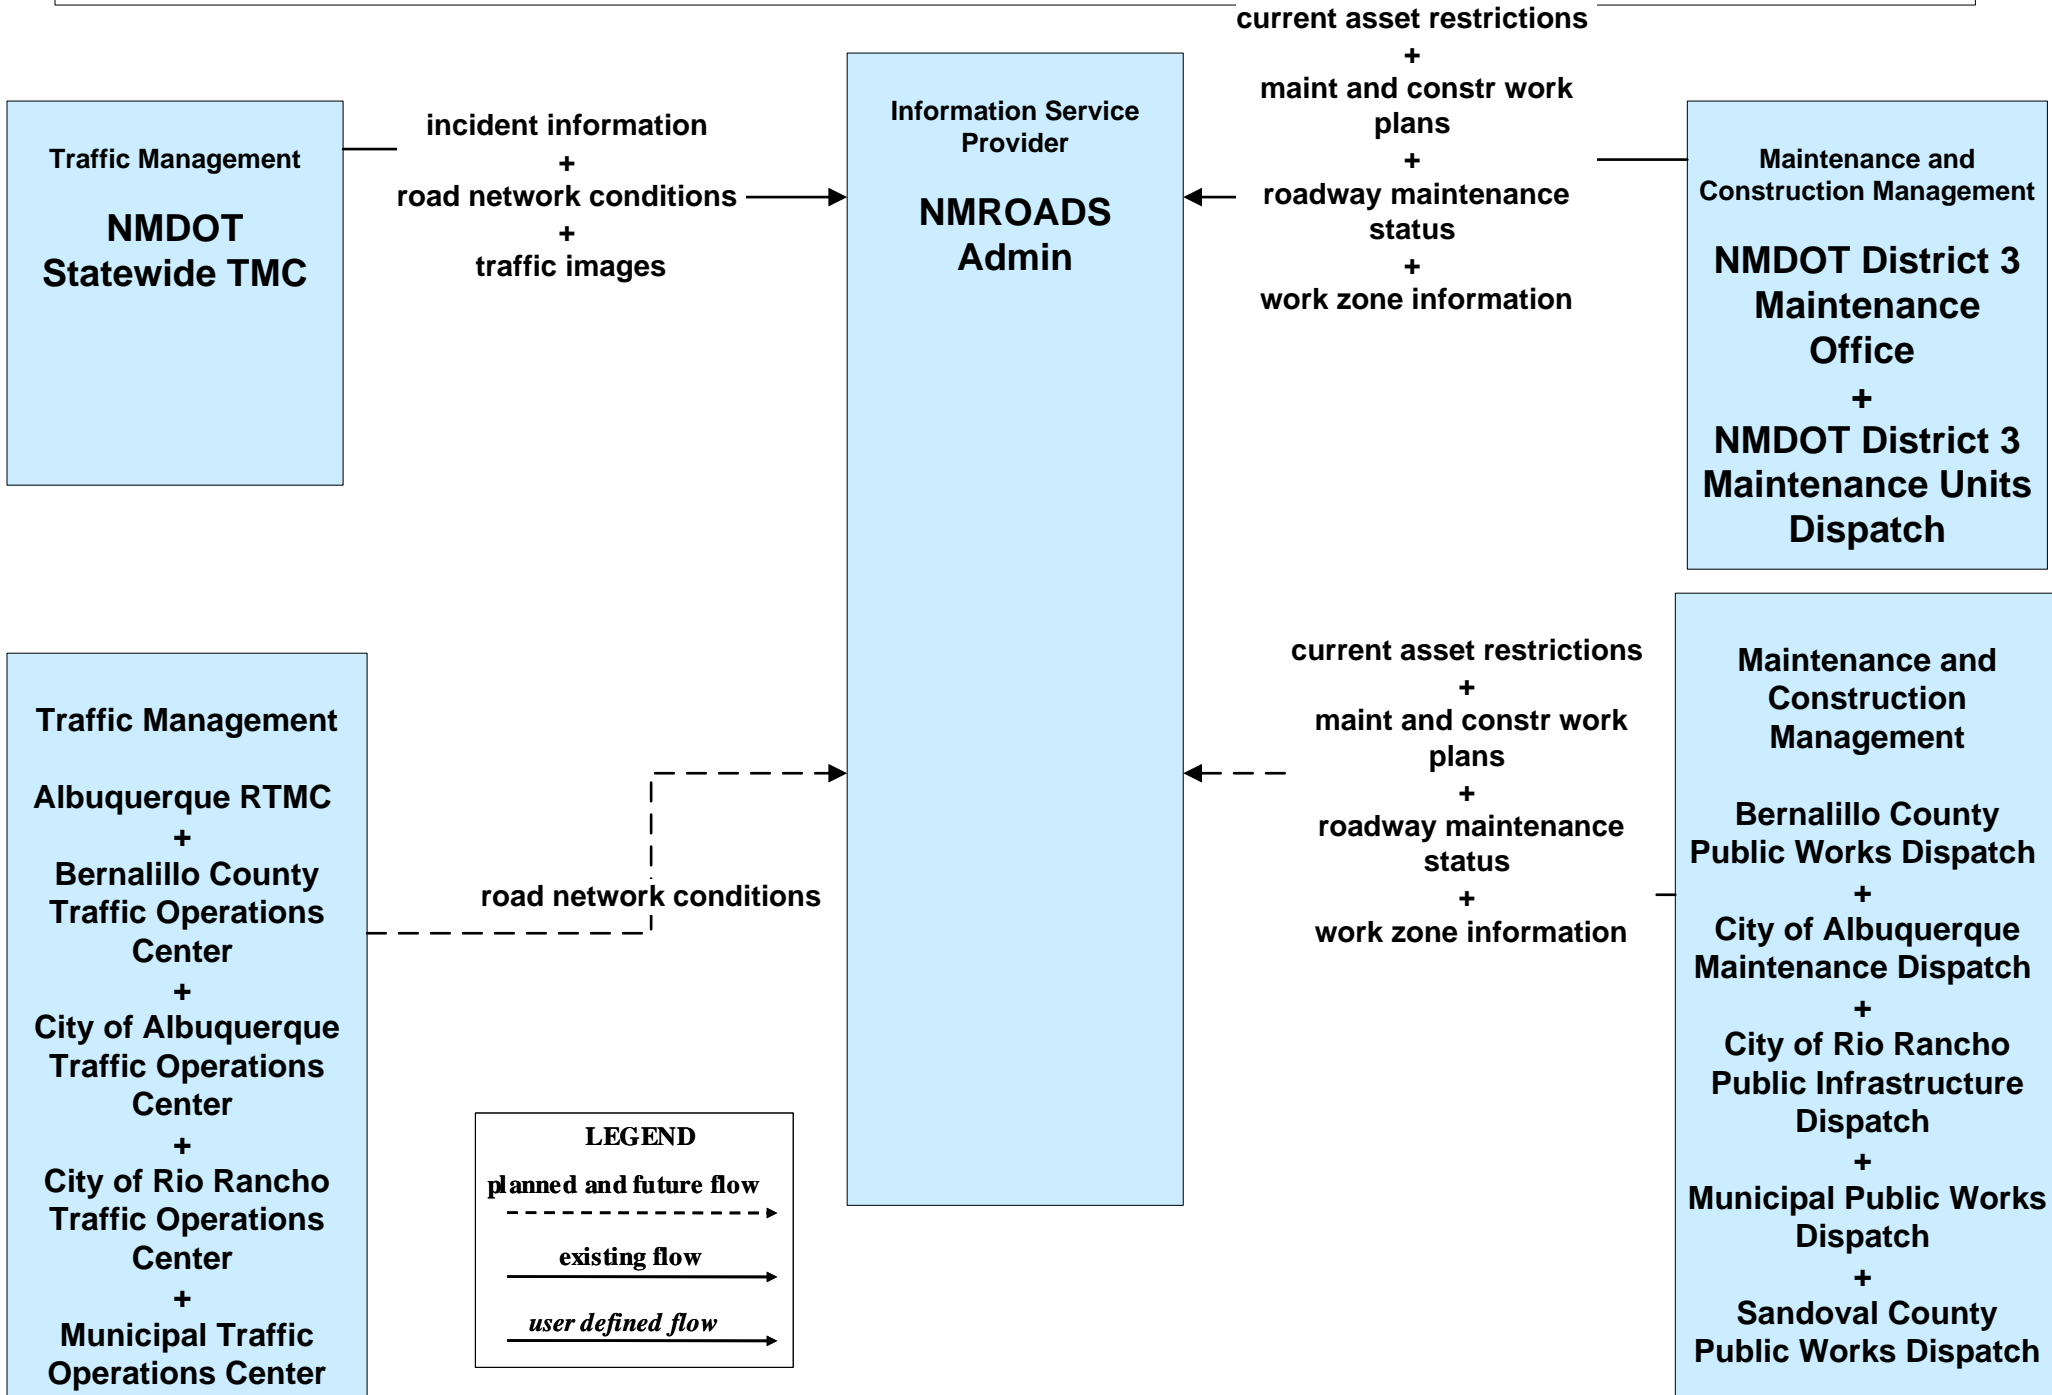 current asset restrictions
+
maint and constr work
plans
+
roadway maintenance
status
+
work zone information
Traffic Management
NMDOT
Statewide TMC
incident information
+
road network conditions
+
traffic images
Information Service
Provider
NMROADS
Admin
Maintenance and
Construction Management
NMDOT District 3
Maintenance
Office
+
NMDOT District 3
Maintenance Units
Dispatch
Traffic Management
Albuquerque RTMC
+
Bernalillo County
Traffic Operations
Center
+
City of Albuquerque
Traffic Operations
Center
+
City of Rio Rancho
Traffic Operations
Center
+
Municipal Traffic
Operations Center
road network conditions
current asset restrictions
+
maint and constr work
plans
+
roadway maintenance
status
+
work zone information
Maintenance and
Construction
Management
Bernalillo County
Public Works Dispatch
+
City of Albuquerque
Maintenance Dispatch
+
City of Rio Rancho
Public Infrastructure
Dispatch
+
Municipal Public Works
Dispatch
+
Sandoval County
Public Works Dispatch
LEGEND
planned and future flow
existing flow
user defined flow